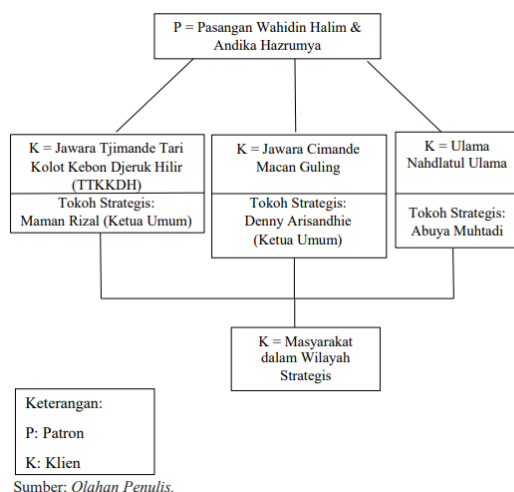 P = Pasangan Wahidin Halim &
Andika Hazrumya
K = Jawara Tjimande Tari
Kolot Kebon Djeruk Hilir
(TTKKDH)
Tokoh Strategis:
Maman Rizal (Ketua Umum)
K = Jawara Cimande
Macan Guling
Tokoh Strategis:
Denny Arisandhie
(Ketua Umum)
K = Ulama
Nahdlatul Ulama
Tokoh Strategis:
Abuya Muhtadi
K = Masyarakat
dalam Wilayah
Strategis
Keterangan:
P: Patron
K: Klien
Sumber: Olahan Penulis.